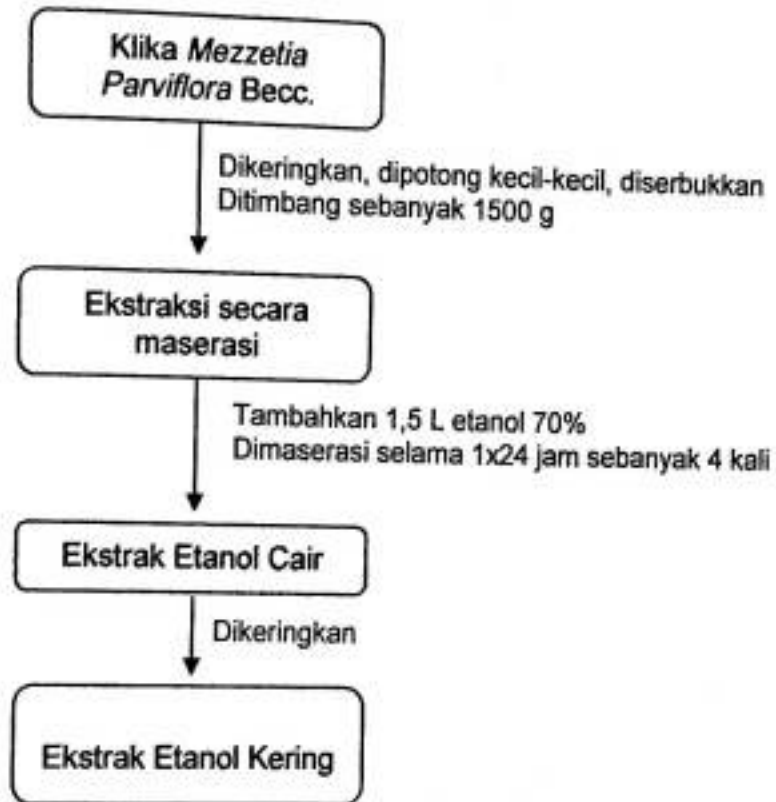 Klika Mezzetia
Parviflora Becc.
Dikeringkan, dipotong kecil-kecil, diserbukkan
Ditimbang sebanyak 1500 g
Ekstraksi secara
maserasi
Tambahkan 1,5 L etanol 70%
Dimaserasi selama 1x24 jam sebanyak 4 kali
Ekstrak Etanol Cair
Dikeringkan
Ekstrak Etanol Kering